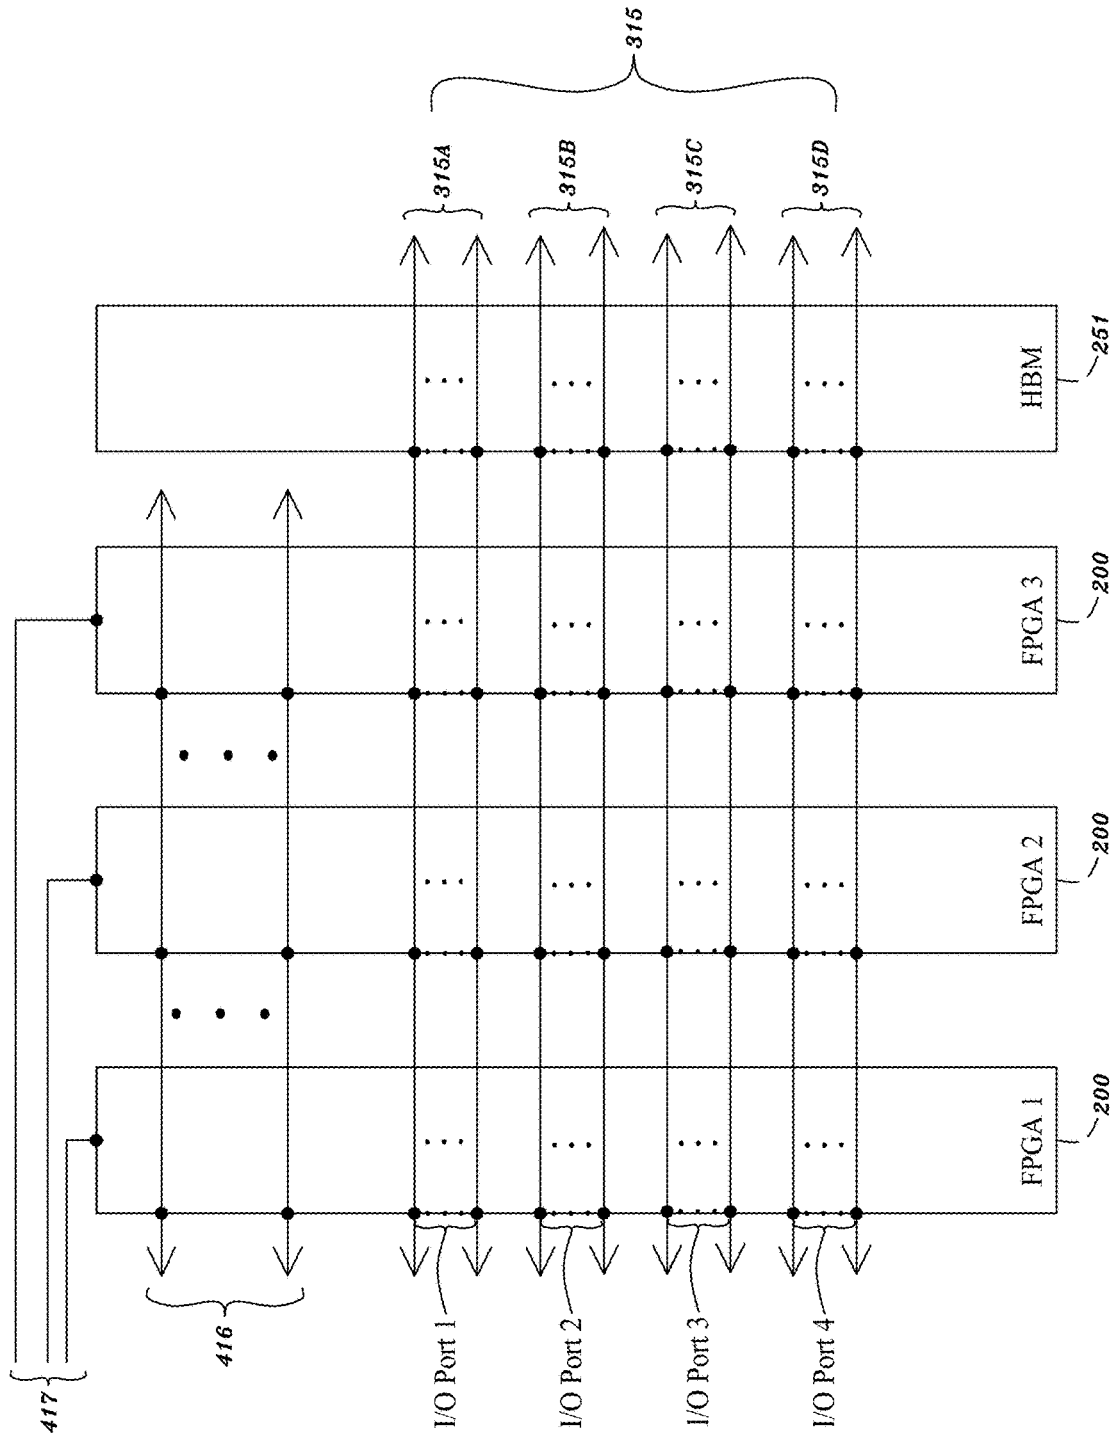 417
416
I/O Port 1
315A
I/O Port 2
315B
315
I/O Port 3
315C
I/O Port 4
315D
FPGA 1
FPGA 2
FPGA 3
HBM
200
200
200
251